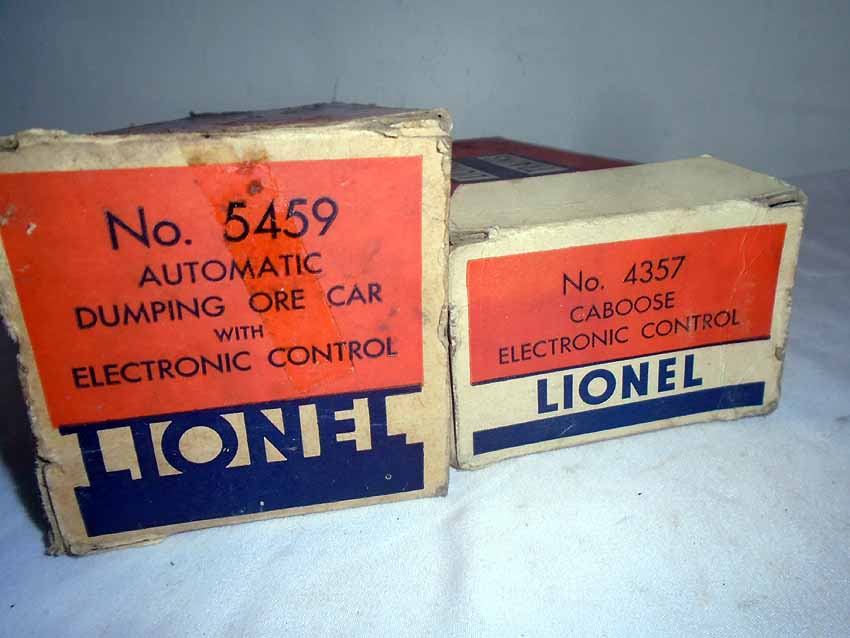 No. 5459
AUTOMATIC
DUMPING ORE CAR
WITH
ELECTRONIC CONTROL
LIONEL
No. 4357
CABOOSE
ELECTRONIC CONTROL
LIONEL